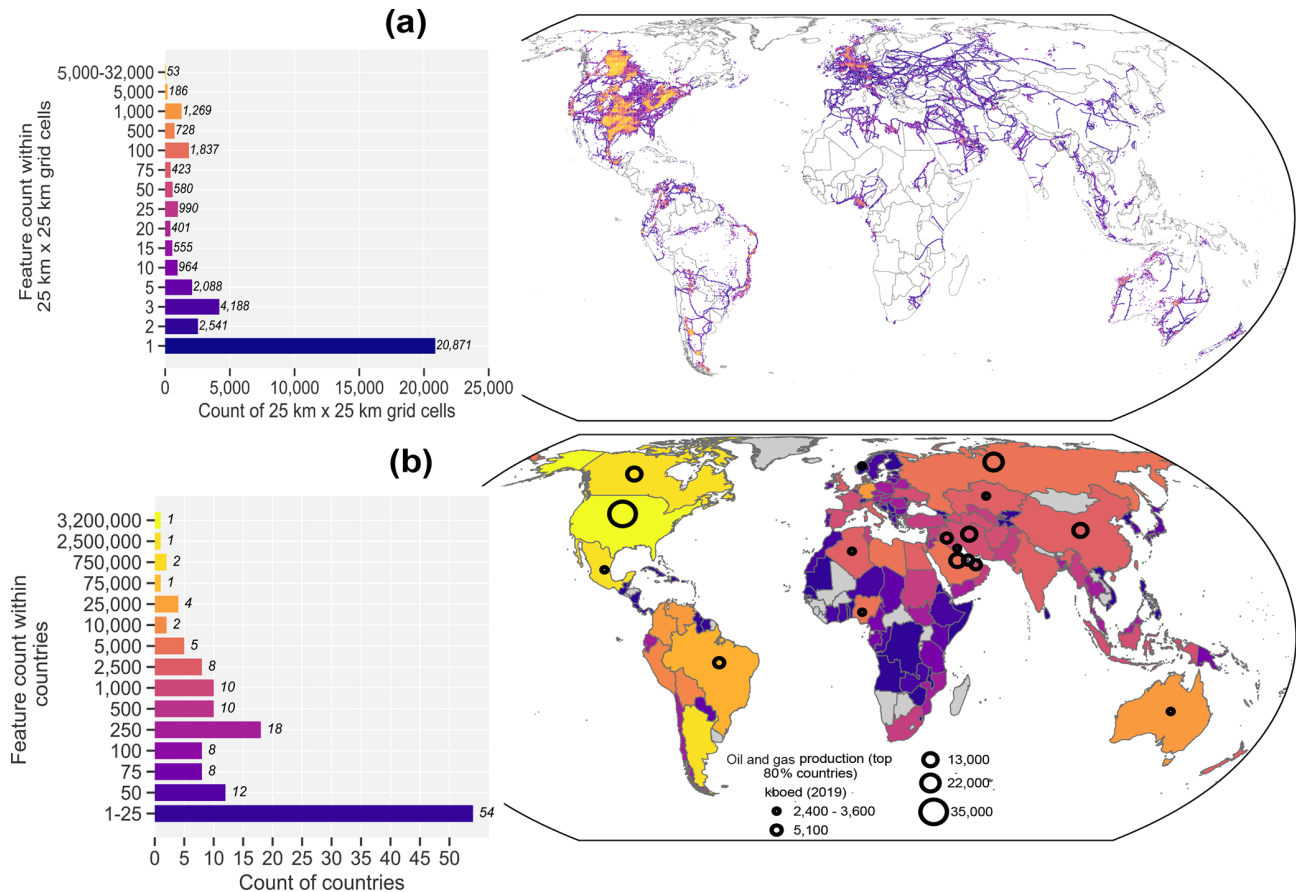 (a)
Feature count within
25 km x 25 km grid cells
5,000-32,000 53
5,000 186
1,000 1,269
500 728
100 1,837
75 423
50 580
25 990
20 401
15 555
10 964
5 2,088
3 4,188
2 2,541
1 20,871
0 5,000 10,000 15,000 20,000 25,000
Count of 25 km x 25 km grid cells
(b)
Feature count within
countries
3,200,000 1
2,500,000 1
750,000 2
75,000 1
25,000 4
10,000 2
5,000 5
2,500 8
1,000 10
500 10
250 18
100 8
75 8
50 12
1-25 54
0 5 10 15 20 25 30 35 40 45 50
Count of countries
Oil and gas production (top
80% countries)
kboed (2019)
2,400 - 3,600
5,100
13,000
22,000
35,000